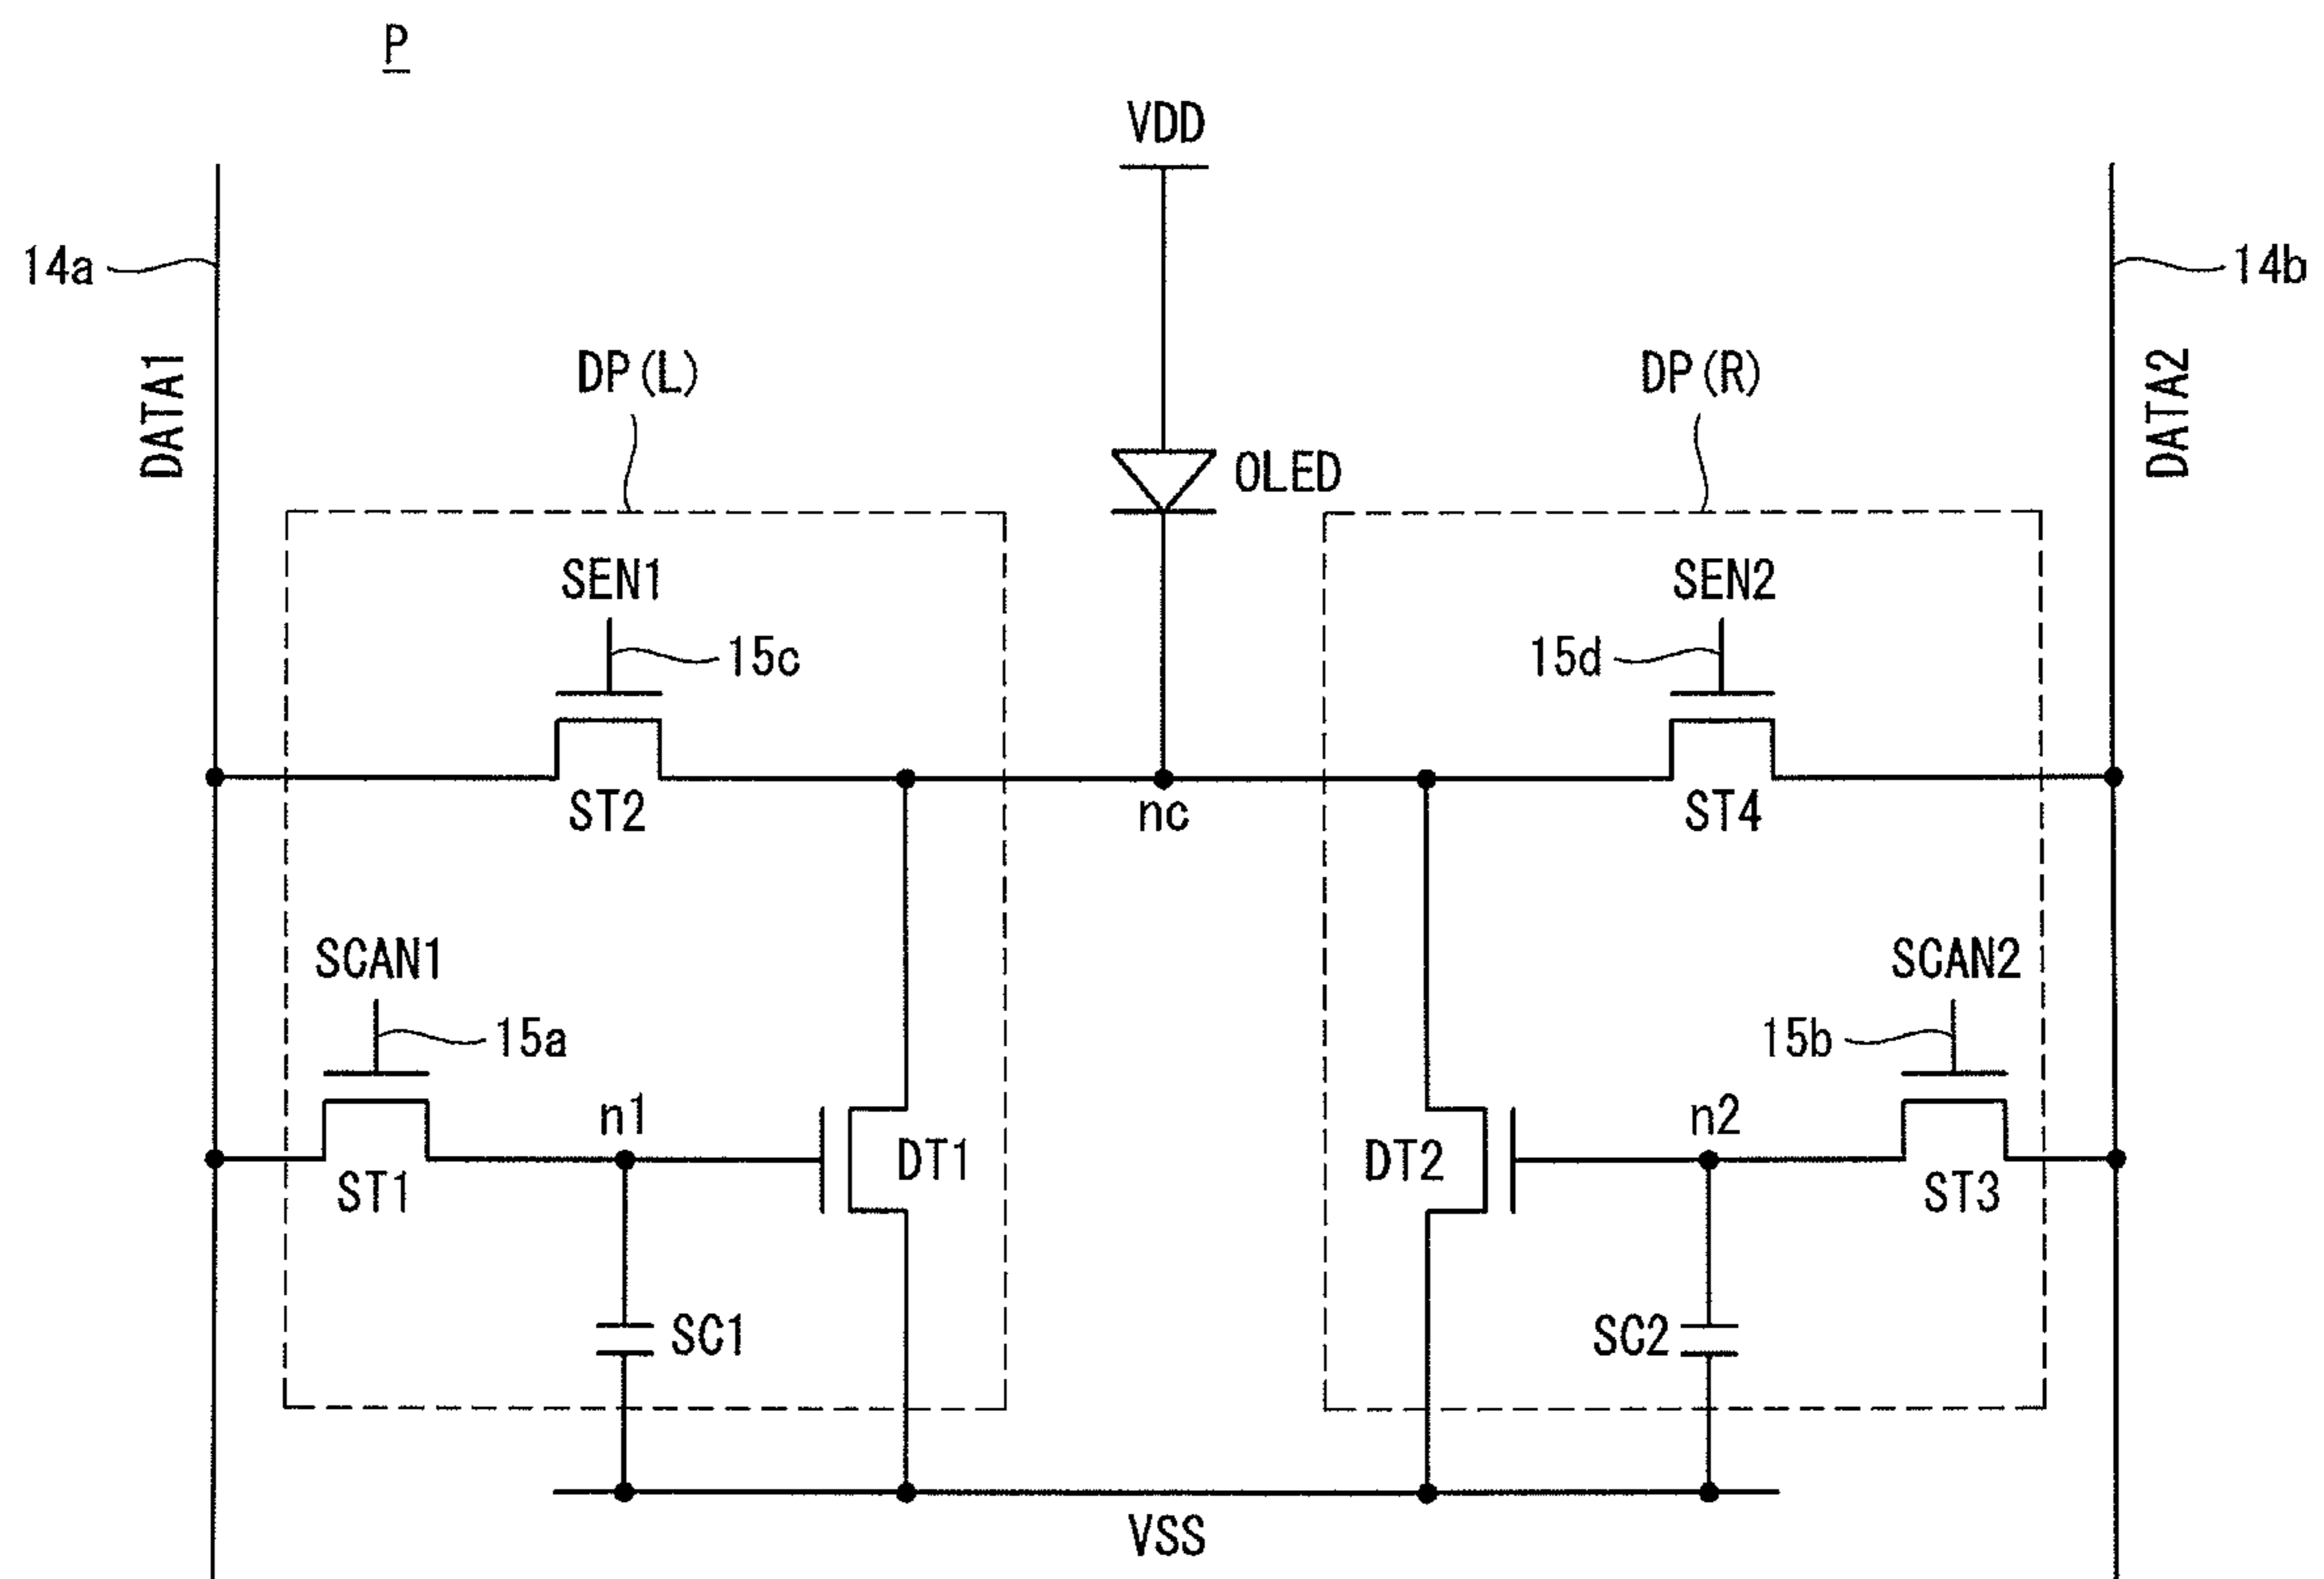 P
VDD
14a
14b
DATA1
DP(L)
DP(R)
DATA2
OLED
SEN1
SEN2
15c
15d
ST2
nc
ST4
SCAN1
SCAN2
15a
15b
n1
n2
DT1
DT2
ST1
ST3
SC1
SC2
VSS